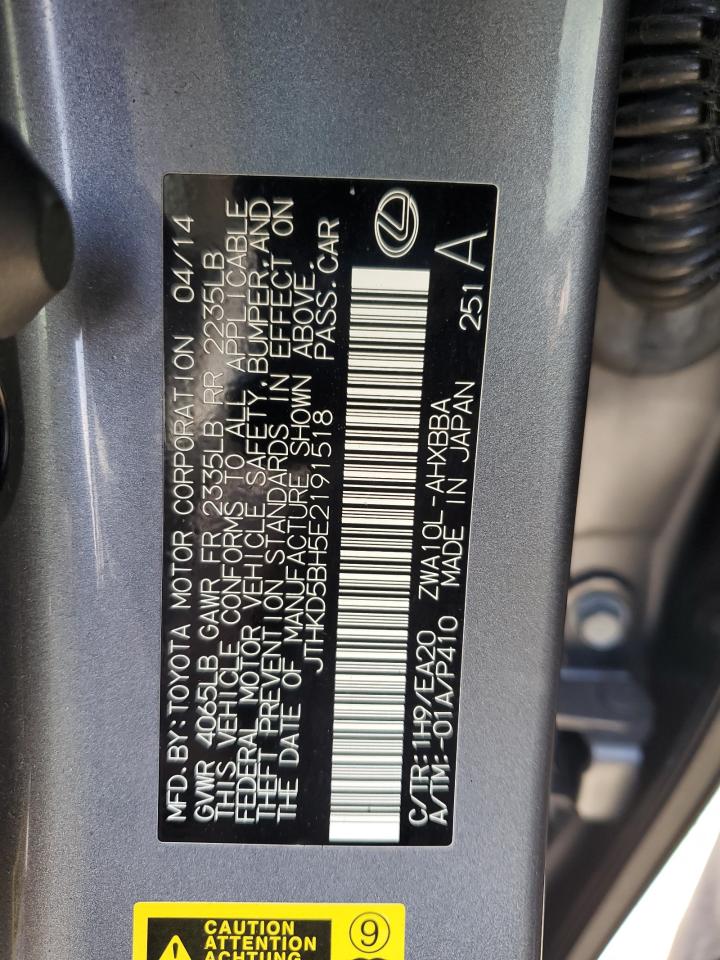 MFD.BY:TOYOTA MOTOR CORPORATION 04/14
GVWR 4065LB GAWR FR 2335LB RR 2235LB
THIS VEHICLE CONFORMS TO ALL APPLICABLE
FEDERAL MOTOR VEHICLE SAFETY,BUMPER,AND
THEFT PREVENTION STANDARDS IN EFFECT ON
THE DATE OF MANUFACTURE SHOWN ABOVE.
JTHKD5BH5E2191518 PASS.CAR
C/TR:1H9/EA20 ZWA10L-AHXBBA 251 A
A/TM:-01A/P410 MADE IN JAPAN
CAUTION
ATTENTION
ACHTUNG
9